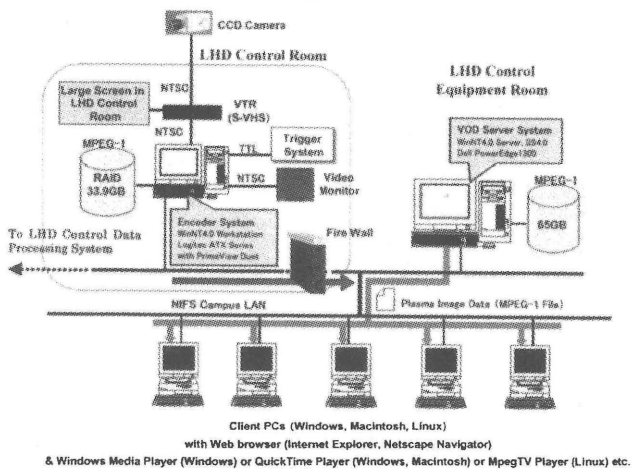 CCD Camera
LHD Control Room
NTSC
Large Screen in
LHD Control
Room
VTR
(S-VHS)
NTSC
MPEG-1
RAID
33.9GB
TTL
Trigger
System
NTSC
Video
Monitor
Encoder System
WinNT4.0 Workstation
Logitec ATX Series
with PrimeView Duet
Fire Wall
To LHD Control Data
Processing System
LHD Control
Equipment Room
VOD Server System
WinNT4.0 Server,
Dell PowerEdge1300
MPEG-1
65GB
NIFS Campus LAN
Plasma Image Data (MPEG-1 File)
Client PCs (Windows, Macintosh, Linux)
with Web browser (Internet Explorer, Netscape Navigator)
& Windows Media Player (Windows) or QuickTime Player (Windows, Macintosh) or MpegTV Player (Linux) etc.